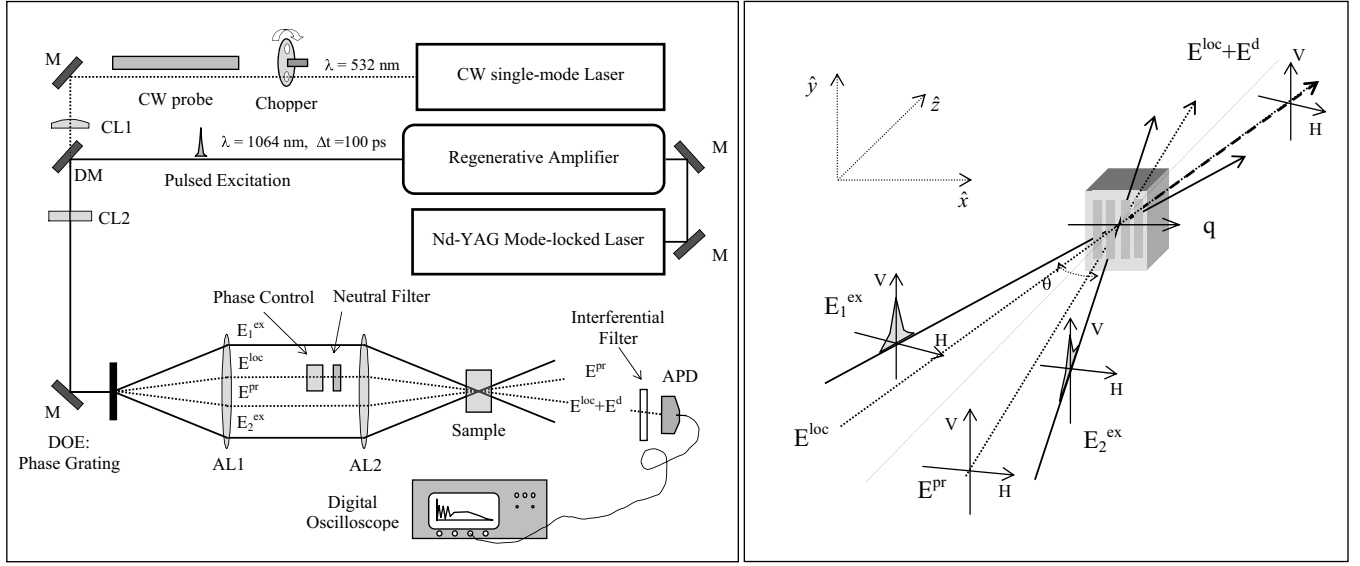 M
λ = 532 nm
CW single-mode Laser
CW probe
Chopper
CL1
λ = 1064 nm, Δt =100 ps
Regenerative Amplifier
M
DM
Pulsed Excitation
CL2
Nd-YAG Mode-locked Laser
M
Phase Control
Neutral Filter
Interferential
Filter
E₁ᵉˣ
Eˡᵒᶜ
Eᵖʳ
E₂ᵉˣ
Eᵖʳ
APD
Eˡᵒᶜ+Eᵈ
M
Sample
DOE:
Phase Grating
AL1
AL2
Digital
Oscilloscope
Eˡᵒᶜ+Eᵈ
V
H
ŷ
ẑ
x̂
q
θ
E₁ᵉˣ
V
H
V
H
E₂ᵉˣ
Eˡᵒᶜ
V
H
Eᵖʳ